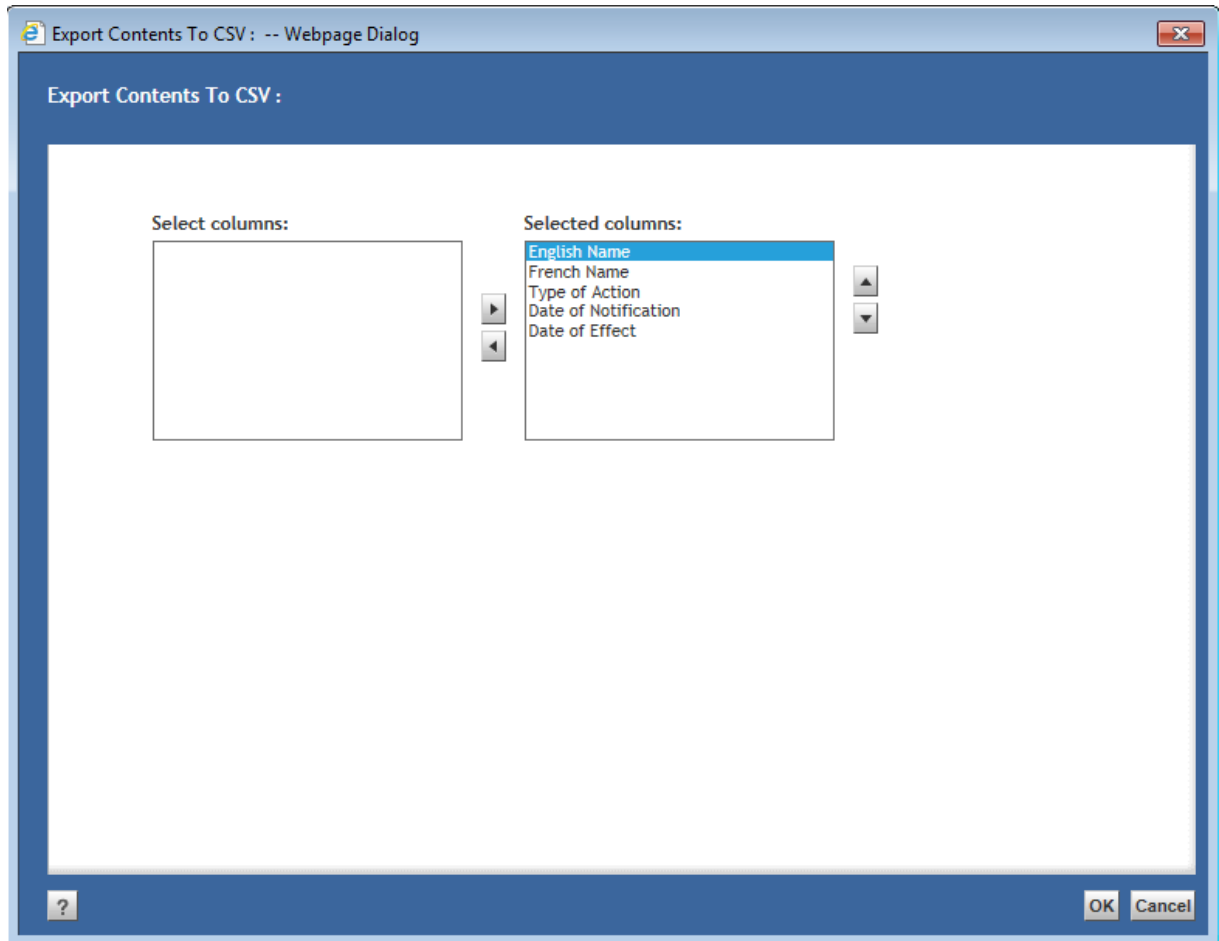 Export Contents To CSV : -- Webpage Dialog
Export Contents To CSV :
Select columns:
Selected columns:
English Name
French Name
Type of Action
Date of Notification
Date of Effect
?
OK
Cancel